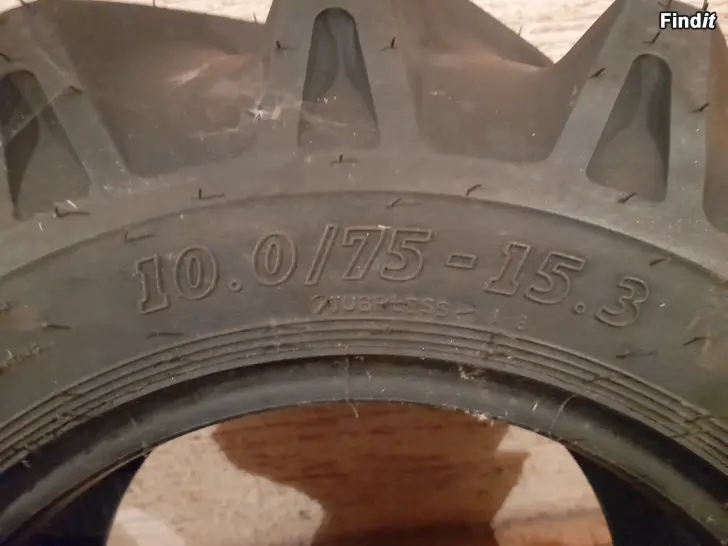 Findit
10.0/75-15.3
TUBELESS